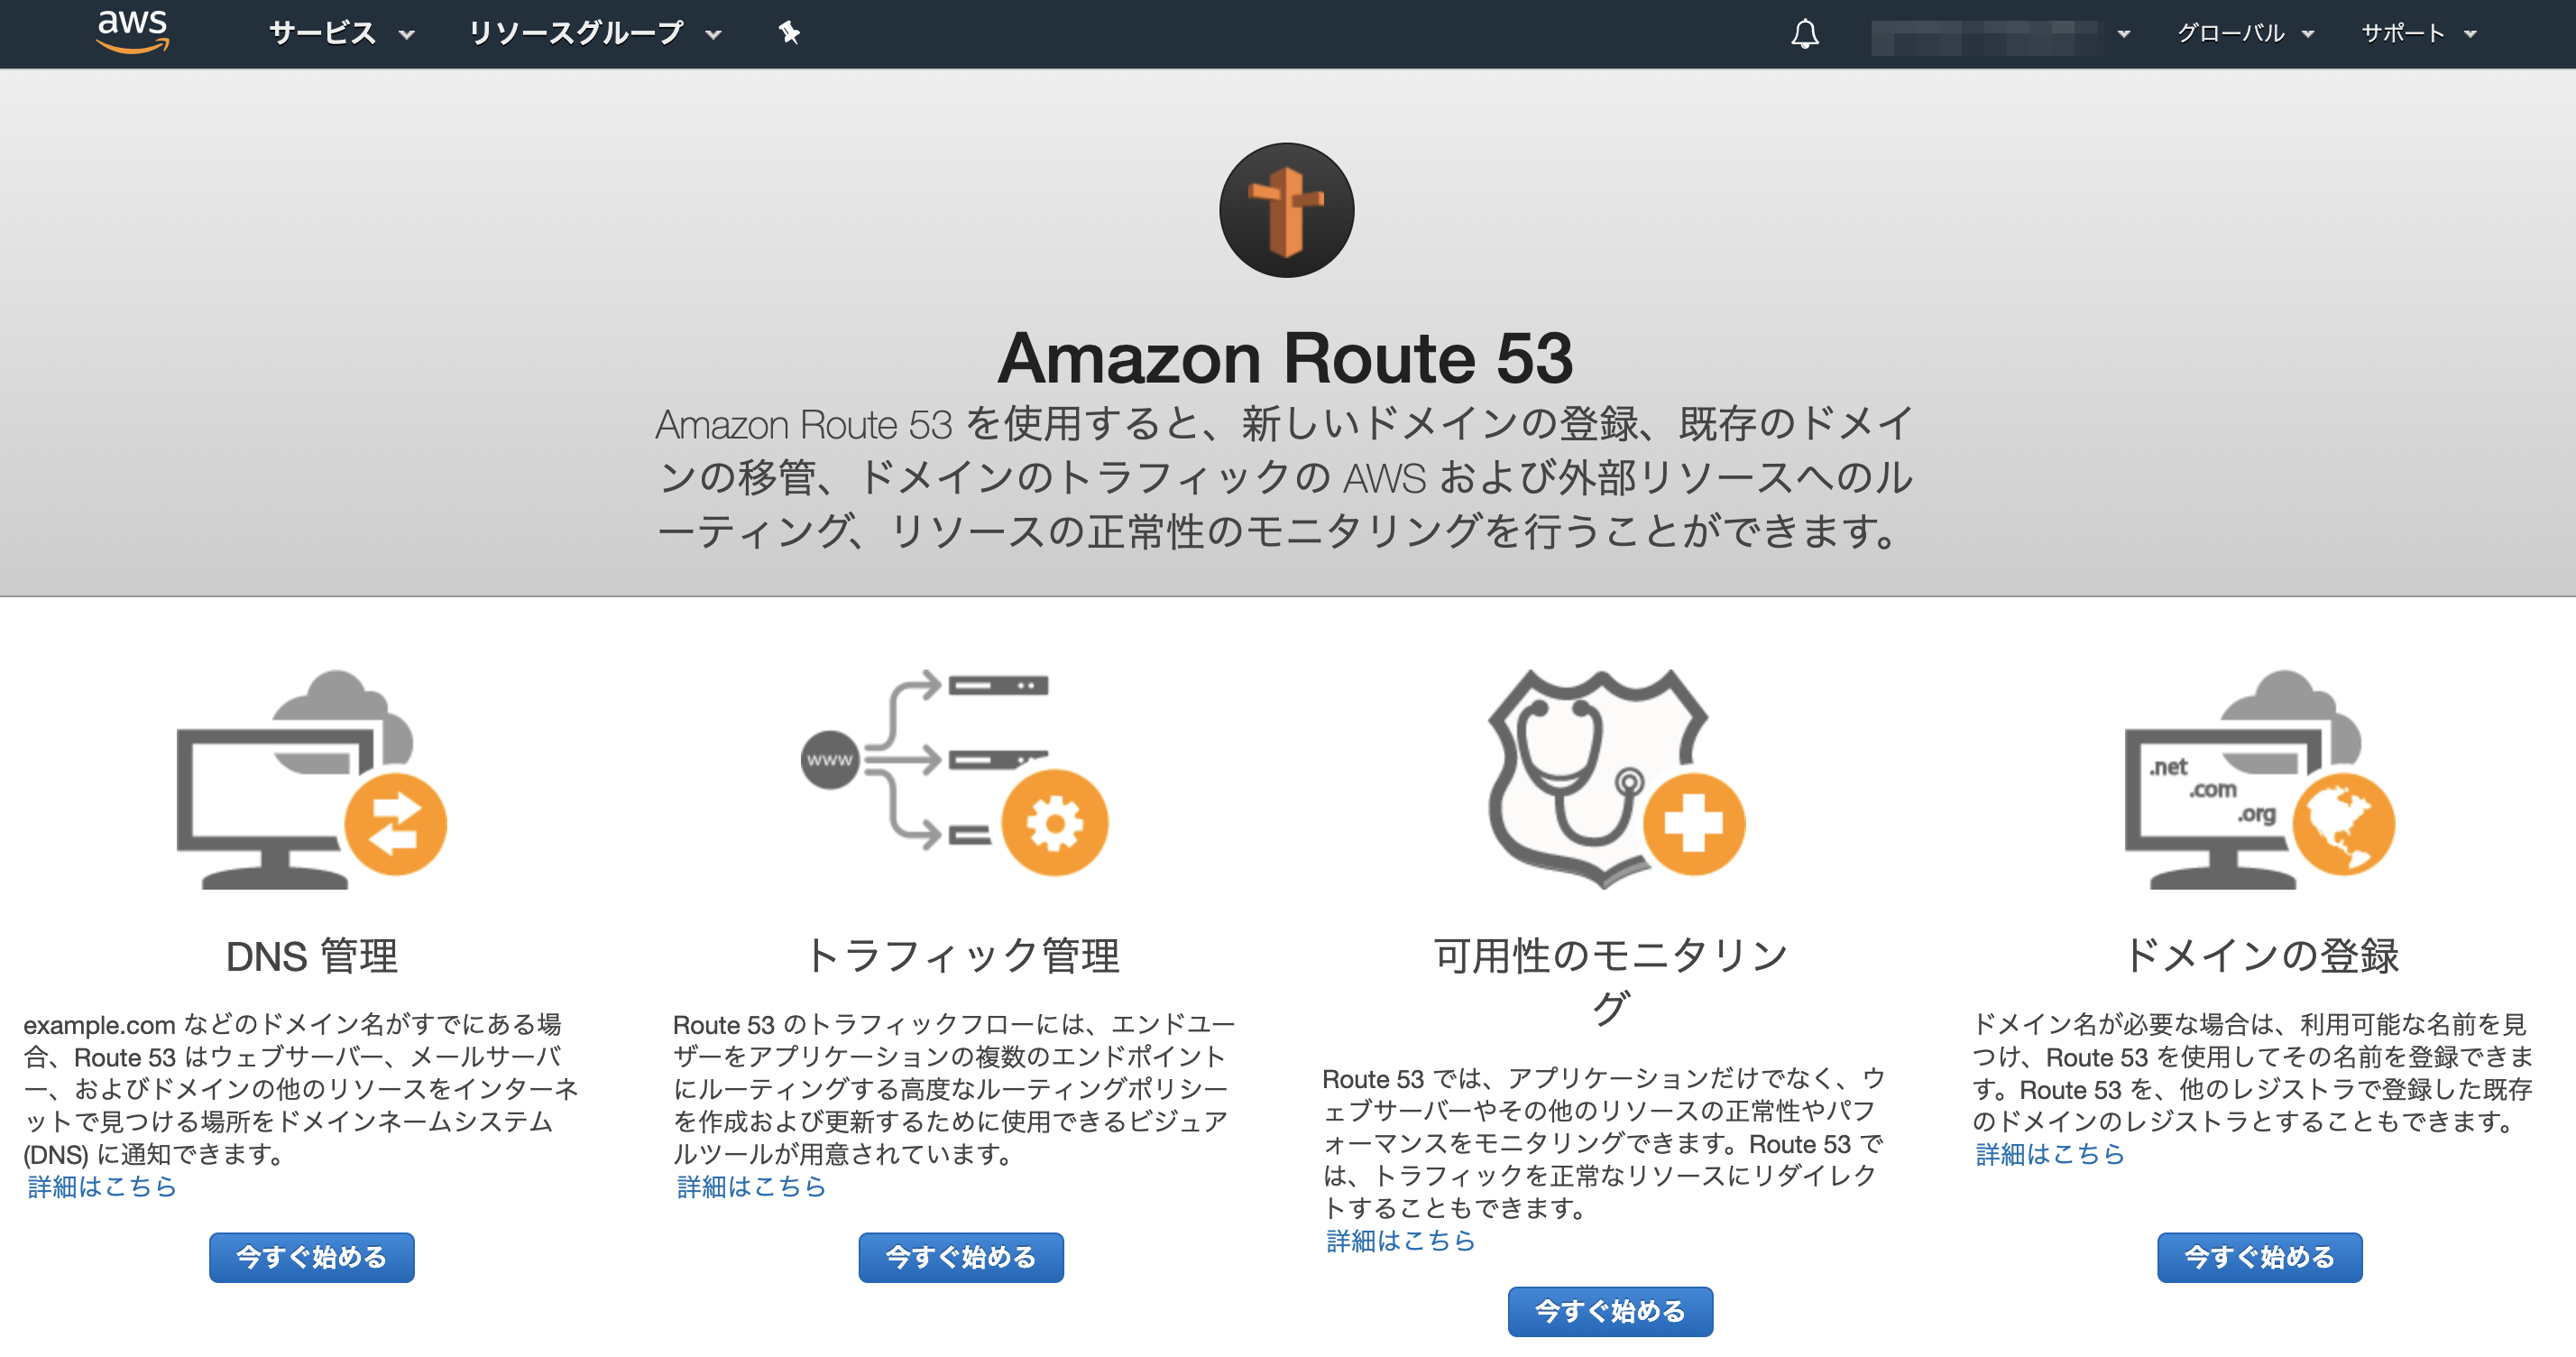 aws
サービス
リソースグループ
グローバル
サポート
Amazon Route 53
Amazon Route 53 を使用すると、新しいドメインの登録、既存のドメイ
ンの移管、ドメインのトラフィックの AWS および外部リソースへのル
ーティング、リソースの正常性のモニタリングを行うことができます。
DNS 管理
example.com などのドメイン名がすでにある場
合、Route 53 はウェブサーバー、メールサーバ
ー、およびドメインの他のリソースをインターネ
ットで見つける場所をドメインネームシステム
(DNS) に通知できます。
詳細はこちら
今すぐ始める
www
トラフィック管理
Route 53 のトラフィックフローには、エンドユー
ザーをアプリケーションの複数のエンドポイント
にルーティングする高度なルーティングポリシー
を作成および更新するために使用できるビジュア
ルツールが用意されています。
詳細はこちら
今すぐ始める
可用性のモニタリン
グ
Route 53 では、アプリケーションだけでなく、ウ
ェブサーバーやその他のリソースの正常性やパフ
ォーマンスをモニタリングできます。Route 53 で
は、トラフィックを正常なリソースにリダイレク
トすることもできます。
詳細はこちら
今すぐ始める
.net
.com
.org
ドメインの登録
ドメイン名が必要な場合は、利用可能な名前を見
つけ、Route 53 を使用してその名前を登録できま
す。Route 53 を、他のレジストラで登録した既存
のドメインのレジストラとすることもできます。
詳細はこちら
今すぐ始める